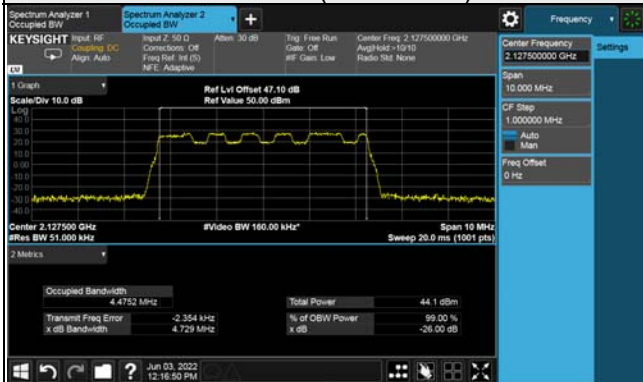 Spectrum Analyzer 1
Occupied BW
Spectrum Analyzer 2
Occupied BW
+
Frequency
KEYSIGHT
Input: RF
Coupling: DC
Align: Auto
Input Z: 50 Ω
Corrections: Off
Freq Ref: Int (S)
NFE: Adaptive
Atten: 30 dB
Trig: Free Run
Gate: Off
#IF Gain: Low
Center Freq: 2.127500000 GHz
Avg|Hold:>10/10
Radio Std: None
LM
Center Frequency
2.127500000 GHz
Settings
Span
10.000 MHz
CF Step
1.000000 MHz
Auto
Man
Freq Offset
0 Hz
1 Graph
Scale/Div 10.0 dB
Ref Lvl Offset 47.10 dB
Ref Value 50.00 dBm
Log
40.0
30.0
20.0
10.0
0.00
-10.0
-20.0
-30.0
-40.0
Center 2.127500 GHz
#Video BW 160.00 kHz*
Span 10 MHz
#Res BW 51.000 kHz
Sweep 20.0 ms (1001 pts)
2 Metrics
Occupied Bandwidth
4.4752 MHz
Total Power 44.1 dBm
Transmit Freq Error -2.354 kHz
% of OBW Power 99.00 %
x dB Bandwidth 4.729 MHz
x dB -26.00 dB
?
Jun 03, 2022
12:16:50 PM